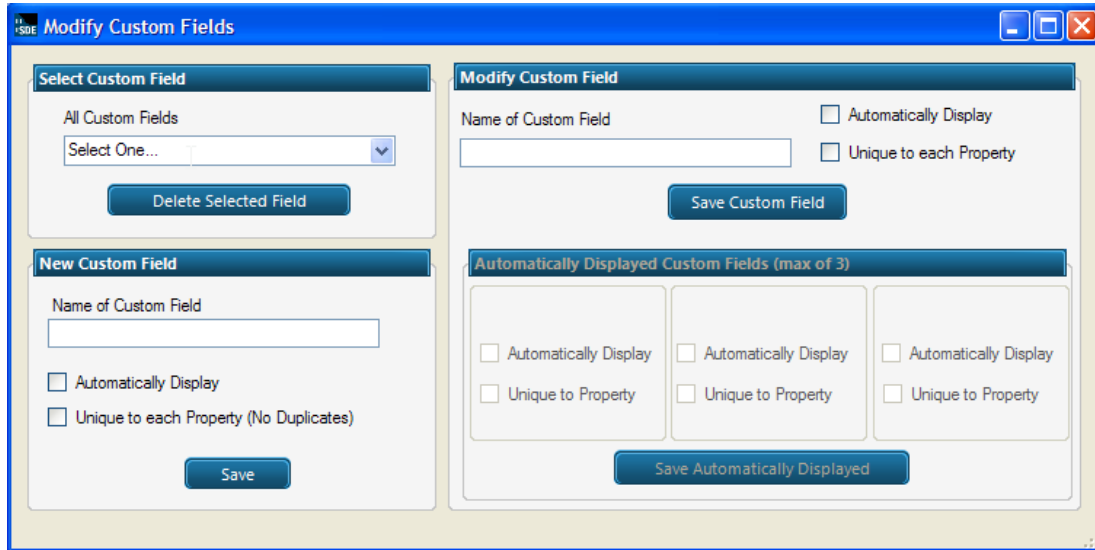 SDE Modify Custom Fields
Select Custom Field
All Custom Fields
Select One...
Delete Selected Field
New Custom Field
Name of Custom Field
Automatically Display
Unique to each Property (No Duplicates)
Save
Modify Custom Field
Name of Custom Field
Automatically Display
Unique to each Property
Save Custom Field
Automatically Displayed Custom Fields (max of 3)
Automatically Display
Unique to Property
Automatically Display
Unique to Property
Automatically Display
Unique to Property
Save Automatically Displayed